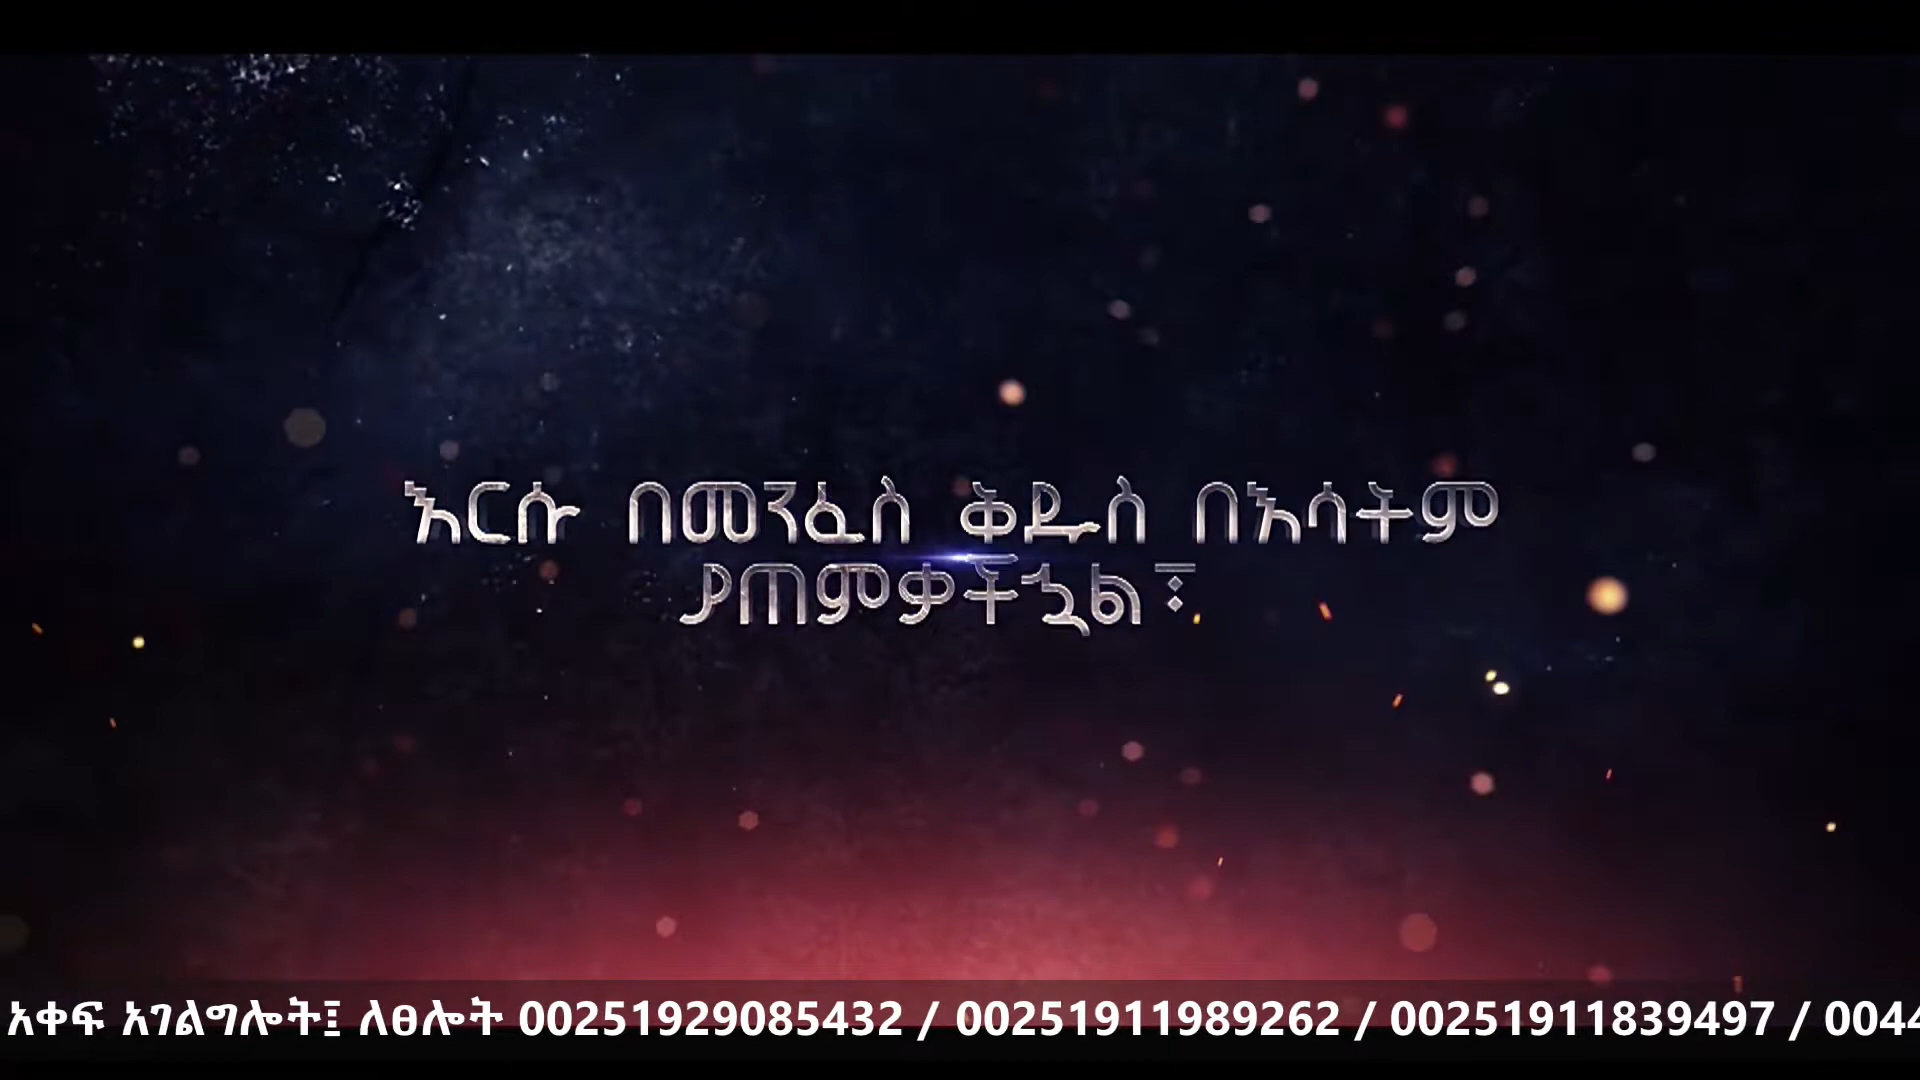 እርሱ በመንፈስ ቅዱስ በእሳትም
ያጠምቃችኋል፤
አቀፍ አገልግሎት፤ ለፀሎት 00251929085432 / 00251911989262 / 00251911839497 / 0044